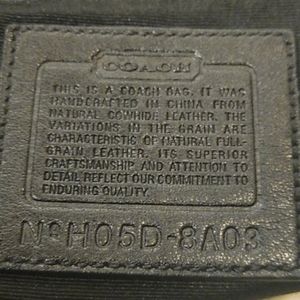 COACH
THIS IS A COACH BAG. IT WAS
HANDCRAFTED IN CHINA FROM
NATURAL COWHIDE LEATHER. THE
VARIATIONS IN THE GRAIN ARE
CHARACTERISTIC OF NATURAL FULL-
GRAIN LEATHER. ITS SUPERIOR
CRAFTSMANSHIP AND ATTENTION TO
DETAIL REFLECT OUR COMMITMENT TO
ENDURING QUALITY.
NºH05D-8A03